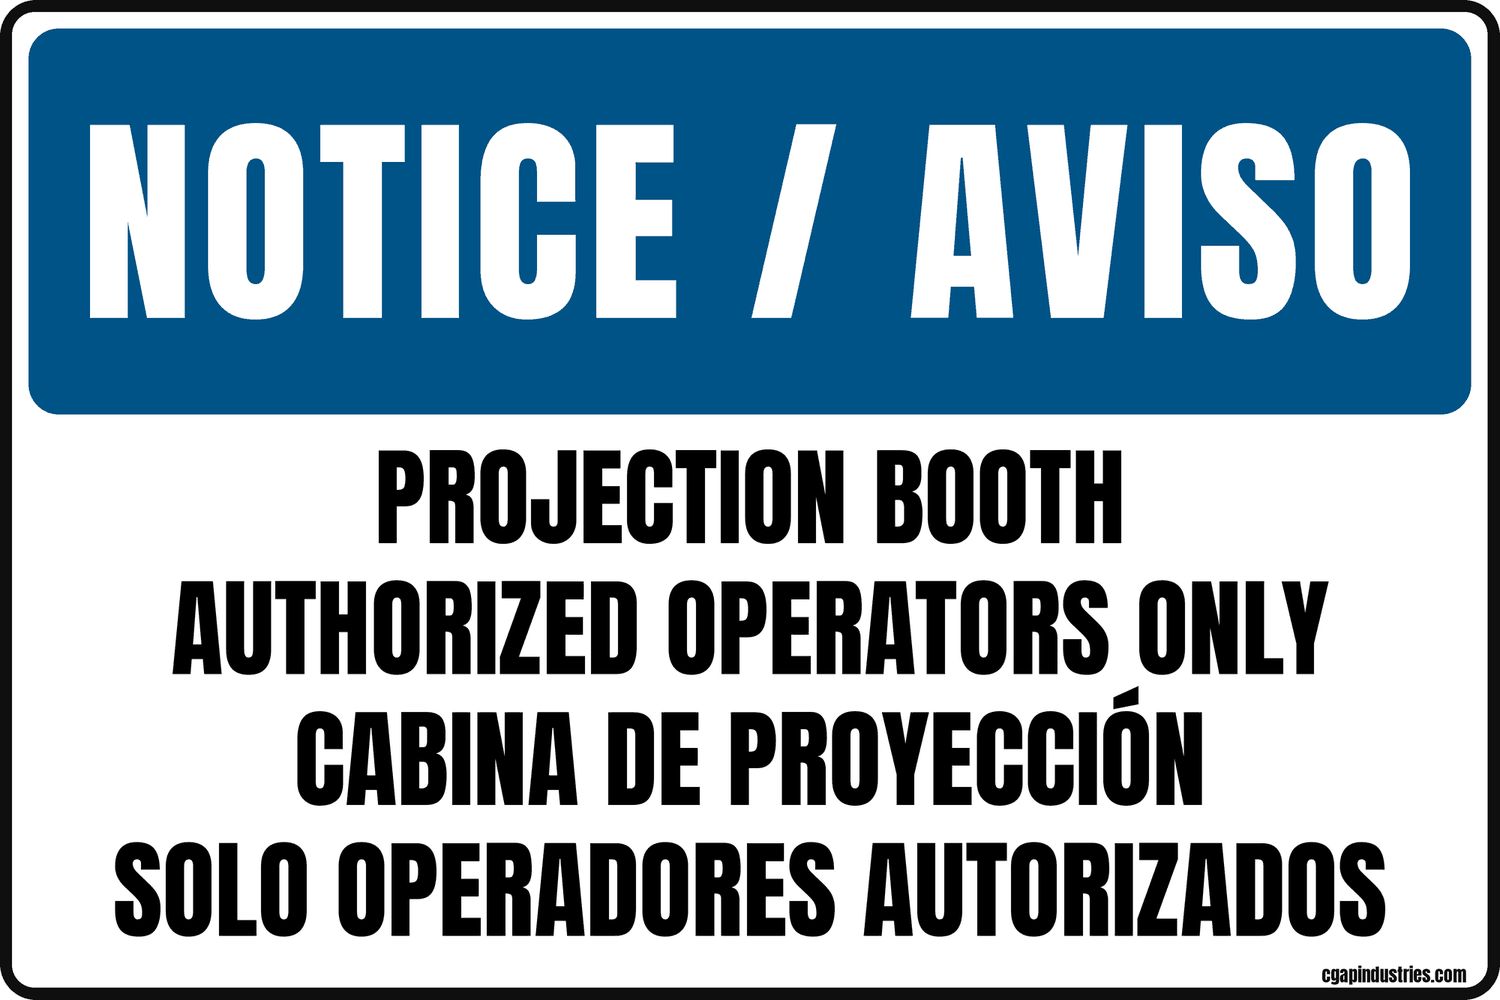 NOTICE / AVISO
PROJECTION BOOTH
AUTHORIZED OPERATORS ONLY
CABINA DE PROYECCIÓN
SOLO OPERADORES AUTORIZADOS
cgapindustries.com